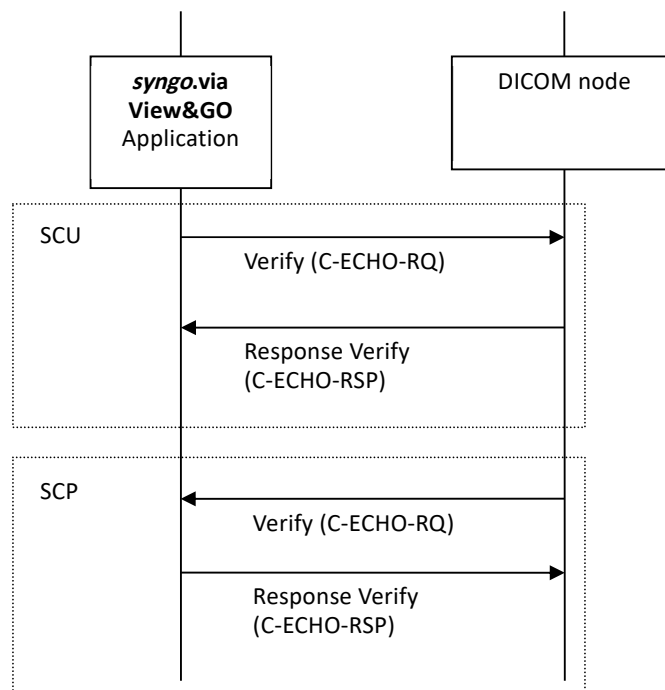 syngo.via
View&GO
Application
DICOM node
SCU
Verify (C-ECHO-RQ)
Response Verify
(C-ECHO-RSP)
SCP
Verify (C-ECHO-RQ)
Response Verify
(C-ECHO-RSP)